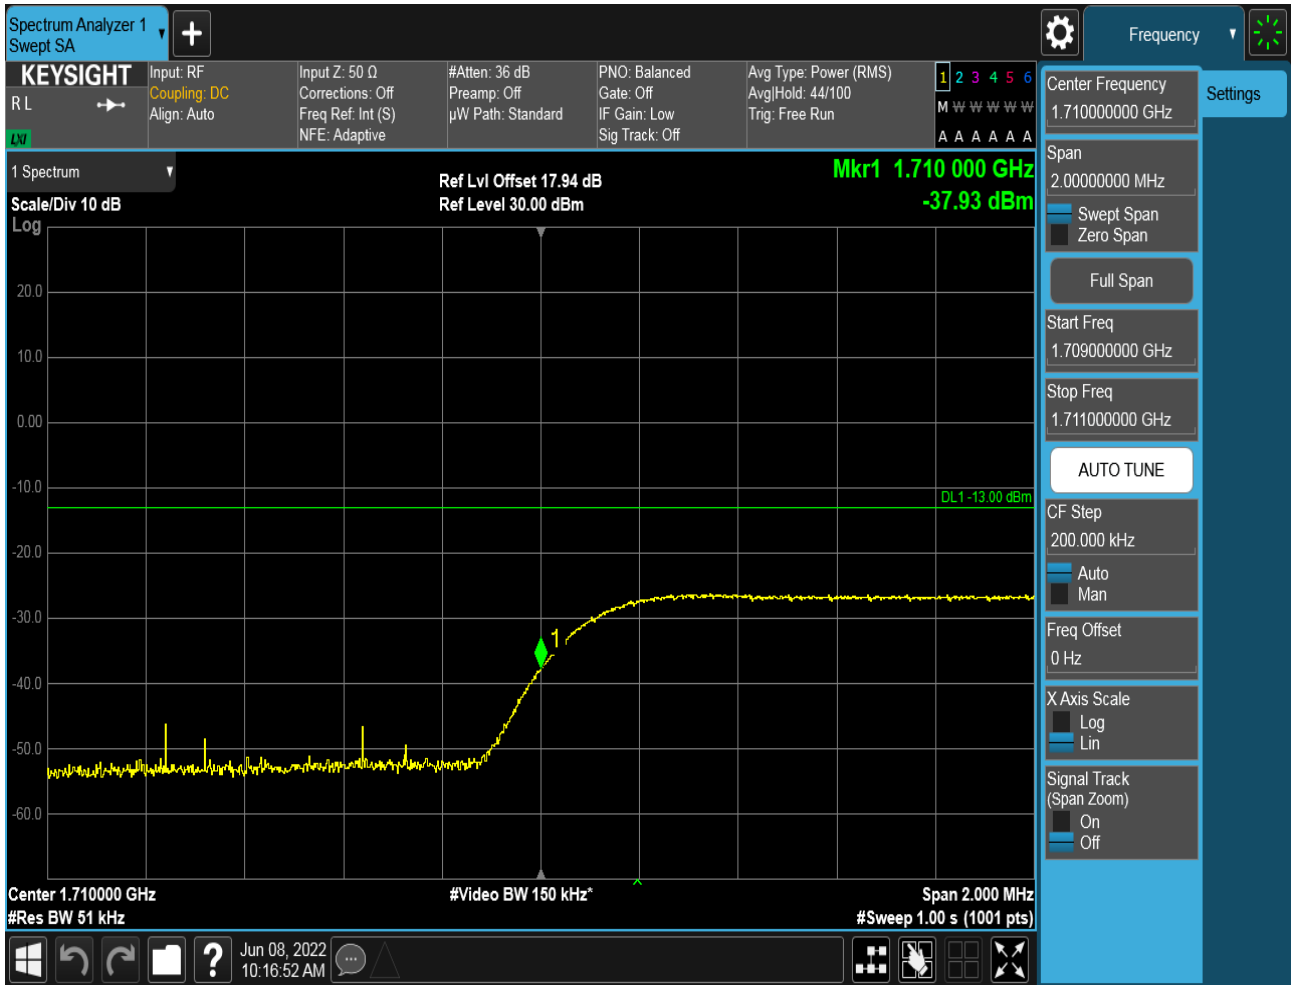 Spectrum Analyzer 1
Swept SA
Frequency
KEYSIGHT
R L
LXI
Input: RF
Coupling: DC
Align: Auto
Input Z: 50 Ω
Corrections: Off
Freq Ref: Int (S)
NFE: Adaptive
#Atten: 36 dB
Preamp: Off
µW Path: Standard
PNO: Balanced
Gate: Off
IF Gain: Low
Sig Track: Off
Avg Type: Power (RMS)
Avg|Hold: 44/100
Trig: Free Run
1 2 3 4 5 6
M W W W W W
A A A A A A
1 Spectrum
Scale/Div 10 dB
Log
Ref Lvl Offset 17.94 dB
Ref Level 30.00 dBm
Mkr1 1.710 000 GHz
-37.93 dBm
20.0
10.0
0.00
-10.0
DL1 -13.00 dBm
-20.0
-30.0
1
-40.0
-50.0
-60.0
Center 1.710000 GHz
#Res BW 51 kHz
#Video BW 150 kHz*
Span 2.000 MHz
#Sweep 1.00 s (1001 pts)
Jun 08, 2022
10:16:52 AM
Center Frequency
1.710000000 GHz
Settings
Span
2.00000000 MHz
Swept Span
Zero Span
Full Span
Start Freq
1.709000000 GHz
Stop Freq
1.711000000 GHz
AUTO TUNE
CF Step
200.000 kHz
Auto
Man
Freq Offset
0 Hz
X Axis Scale
Log
Lin
Signal Track
(Span Zoom)
On
Off